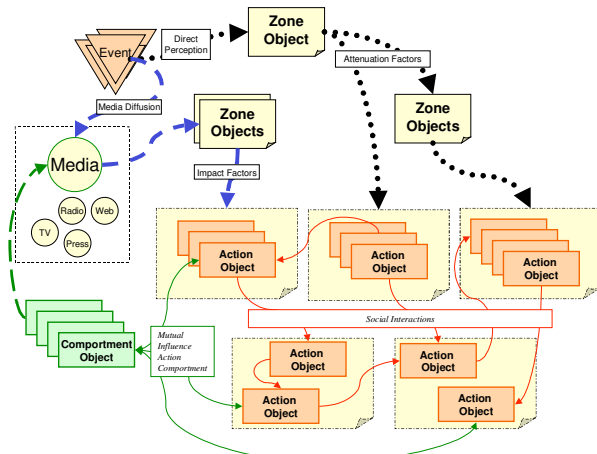 Event
Direct
Perception
Zone
Object
Attenuation Factors
Media Diffusion
Zone
Objects
Zone
Objects
Media
Radio
Web
TV
Press
Impact Factors
Action
Object
Action
Object
Action
Object
Social Interactions
Compartment
Object
Mutual
Influence
Action
Comportment
Action
Object
Action
Object
Action
Object
Action
Object